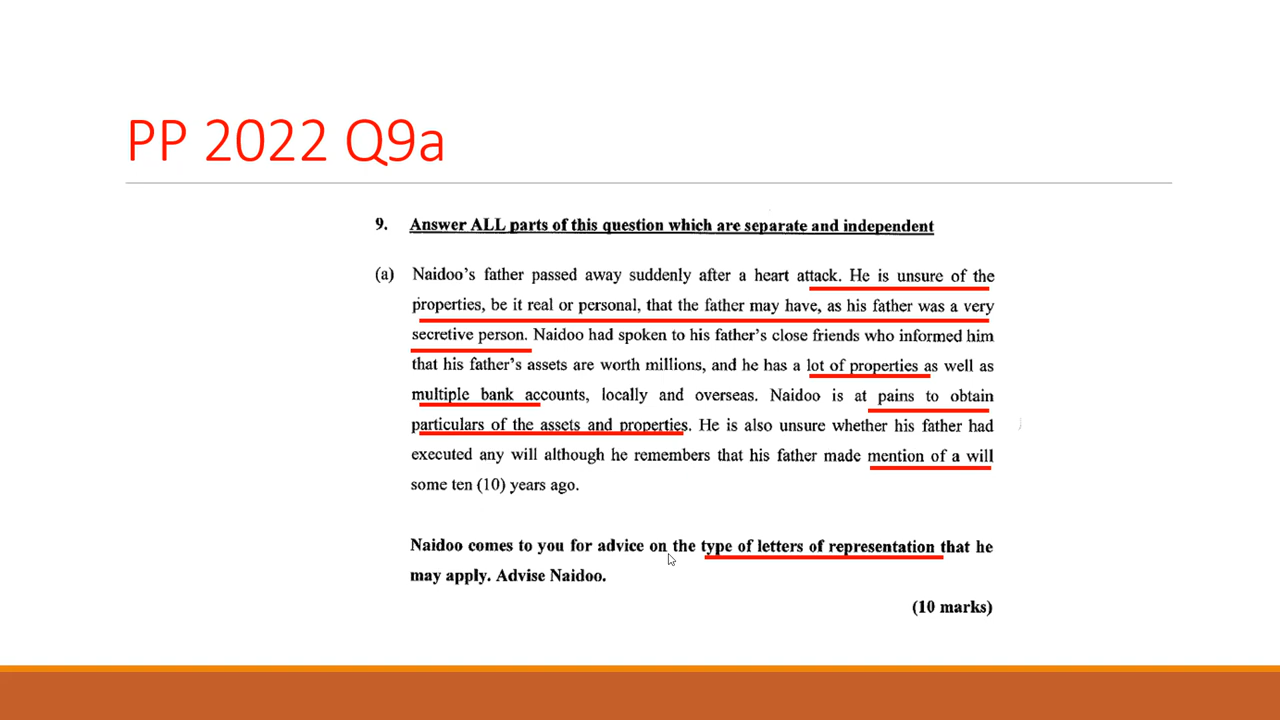 PP 2022 Q9a
9. Answer ALL parts of this question which are separate and independent
(a) Naidoo's father passed away suddenly after a heart attack. He is unsure of the
properties, be it real or personal, that the father may have, as his father was a very
secretive person. Naidoo had spoken to his father's close friends who informed him
that his father's assets are worth millions, and he has a lot of properties as well as
multiple bank accounts, locally and overseas. Naidoo is at pains to obtain
particulars of the assets and properties. He is also unsure whether his father had
executed any will although he remembers that his father made mention of a will
some ten (10) years ago.
Naidoo comes to you for advice on the type of letters of representation that he
may apply. Advise Naidoo.
(10 marks)